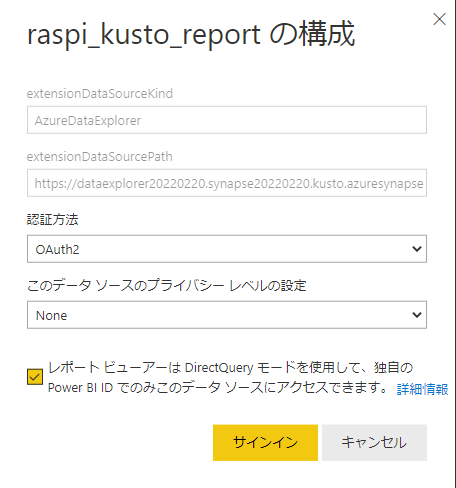 raspi_kusto_report の構成
extensionDataSourceKind
AzureDataExplorer
extensionDataSourcePath
https://dataexplorer20220220.synapse20220220.kusto.azuresynapse
認証方法
OAuth2
このデータ ソースのプライバシー レベルの設定
None
レポート ビューアーは DirectQuery モードを使用して、独自の
Power BI ID でのみこのデータ ソースにアクセスできます。 詳細情報
サインイン キャンセル